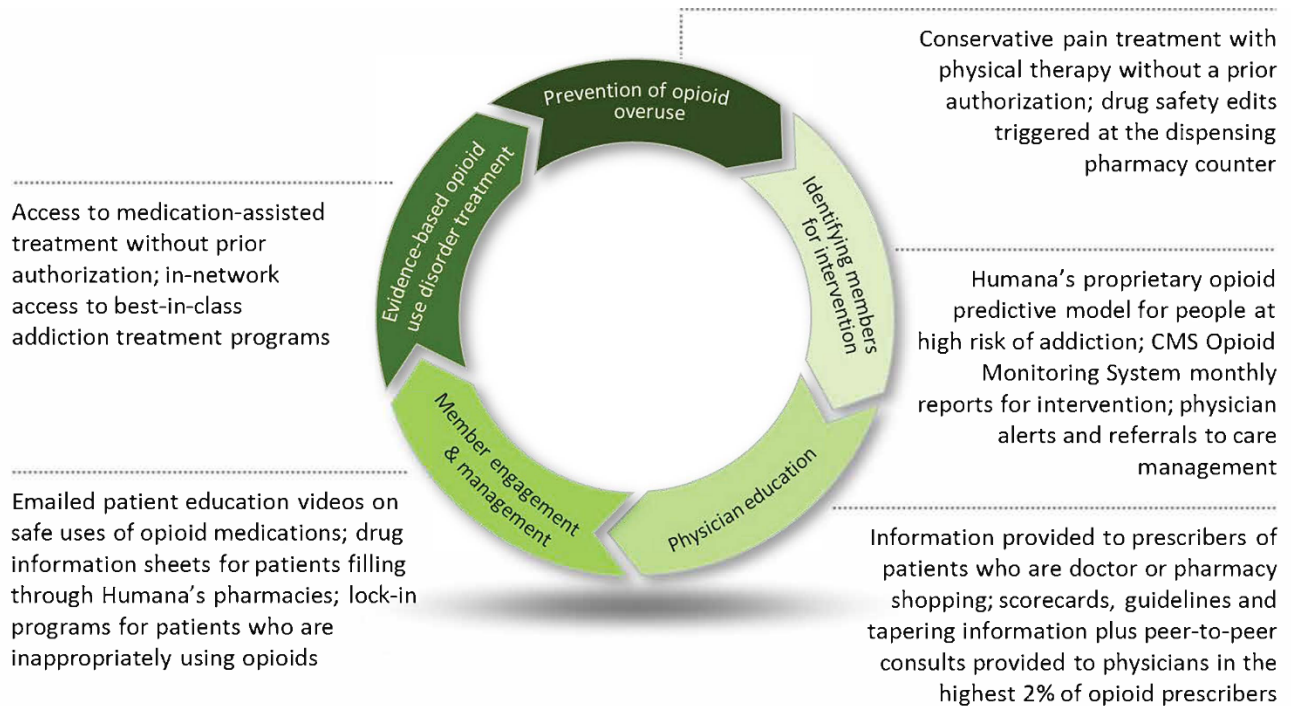 Prevention of opioid
overuse
Conservative pain treatment with
physical therapy without a prior
authorization; drug safety edits
triggered at the dispensing
pharmacy counter
Identifying members
for intervention
Humana’s proprietary opioid
predictive model for people at
high risk of addiction; CMS Opioid
Monitoring System monthly
reports for intervention; physician
alerts and referrals to care
management
Physician education
Information provided to prescribers of
patients who are doctor or pharmacy
shopping; scorecards, guidelines and
tapering information plus peer-to-peer
consults provided to physicians in the
highest 2% of opioid prescribers
Member engagement
& management
Emailed patient education videos on
safe uses of opioid medications; drug
information sheets for patients filling
through Humana’s pharmacies; lock-in
programs for patients who are
inappropriately using opioids
Evidence-based opioid
use disorder treatment
Access to medication-assisted
treatment without prior
authorization; in-network
access to best-in-class
addiction treatment programs